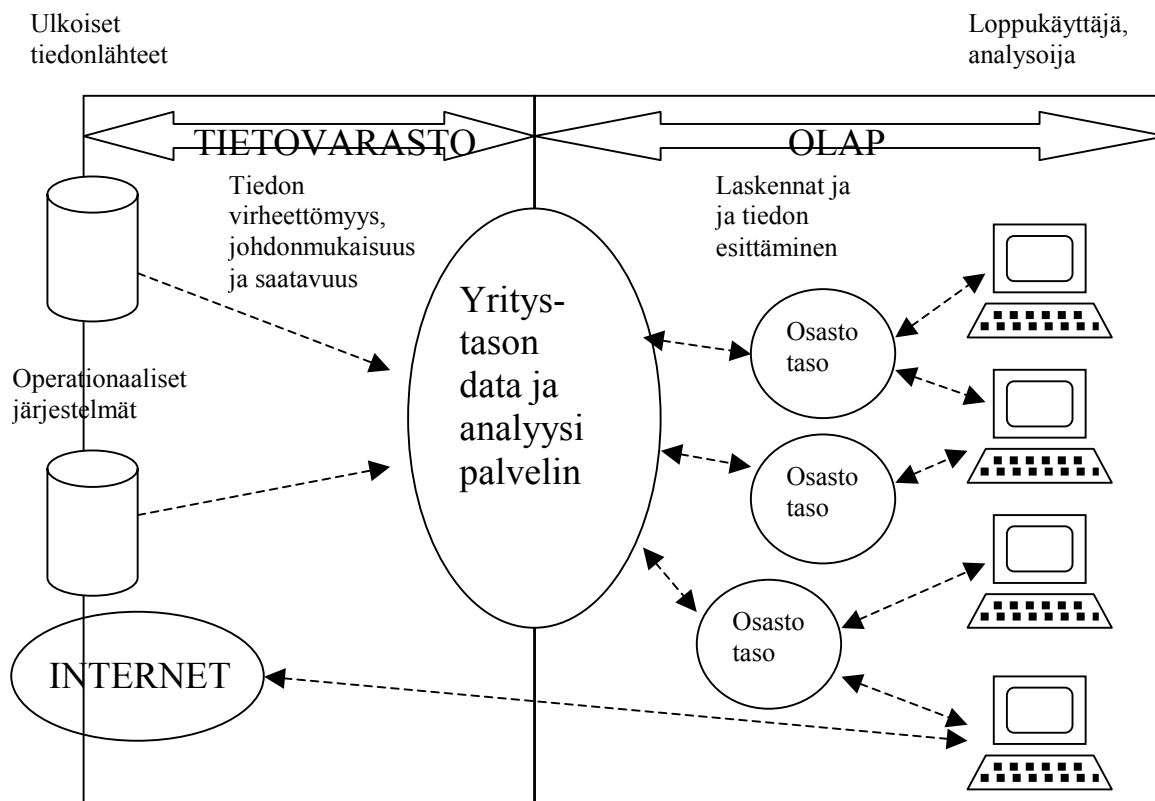 Ulkoiset
tiedonlähteet
Loppukäyttäjä,
analysoija
TIETOVARASTO
OLAP
Tiedon
virheettömyys,
johdonmukaisuus
ja saatavuus
Laskennat ja
ja tiedon
esittäminen
Yritys-
tason
data ja
analyysi
palvelin
Osasto
taso
Operationaaliset
järjestelmät
Osasto
taso
Osasto
taso
INTERNET